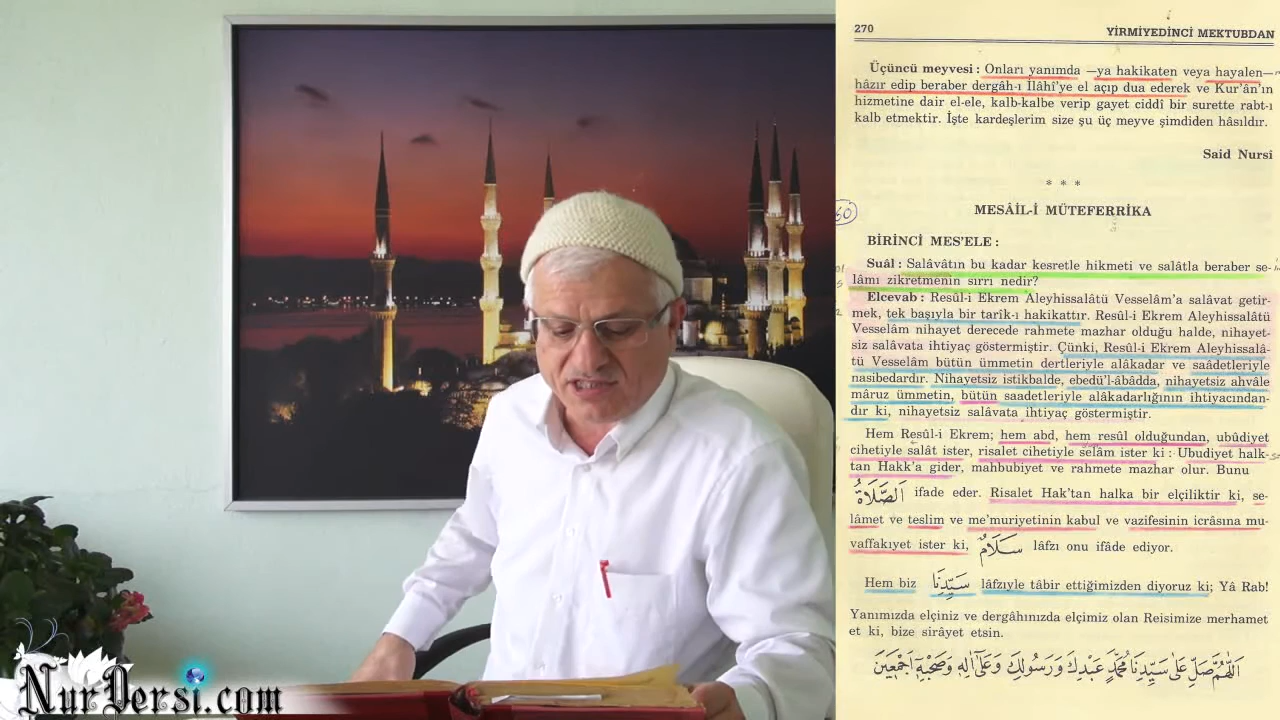 270 YİRMİYEDİNCİ MEKTUBDAN
Üçüncü meyvesi : Onları yanımda —ya hakikaten veya hayalen—
hâzır edip beraber dergâh-ı İlâhî'ye el açıp dua ederek ve Kur'ân'ın
hizmetine dair el-ele, kalb-kalbe verip gayet ciddî bir surette rabt-ı
kalb etmektir. İşte kardeşlerim size şu üç meyve şimdiden hâsıldır.
Said Nursî
* * *
60
MESÂİL-İ MÜTEFERRİKA
BİRİNCİ MES'ELE :
Suâl : Salâvâtın bu kadar kesretle hikmeti ve salâtla beraber se-
lâmı zikretmenin sırrı nedir?
Elcevab : Resûl-i Ekrem Aleyhissalâtü Vesselâm'a salâvat getir-
mek, tek başıyla bir tarîk-ı hakikattır. Resûl-i Ekrem Aleyhissalâtü
Vesselâm nihayet derecede rahmete mazhar olduğu halde, nihayet-
siz salâvata ihtiyaç göstermiştir. Çünki, Resûl-i Ekrem Aleyhissalâ-
tü Vesselâm bütün ümmetin dertleriyle alâkadar ve saâdetleriyle
nasibedardır. Nihayetsiz istikbalde, ebedü'l-âbâdda, nihayetsiz ahvâle
mâruz ümmetin, bütün saadetleriyle alâkadarlığının ihtiyacından-
dır ki, nihayetsiz salâvata ihtiyaç göstermiştir.
Hem Resûl-i Ekrem; hem abd, hem resûl olduğundan, ubûdiyet
cihetiyle salât ister, risalet cihetiyle selâm ister ki : Ubudiyet halk-
tan Hakk'a gider, mahbubiyet ve rahmete mazhar olur. Bunu
اَلصَّلَاةُ ifade eder. Risalet Hak'tan halka bir elçiliktir ki, se-
lâmet ve teslim ve me'muriyetinin kabul ve vazifesinin icrâsına mu-
vaffakıyet ister ki, سَلَامٌ lâfzı onu ifâde ediyor.
Hem biz سَيِّدِنَا lâfzıyle tâbir ettiğimizden diyoruz ki; Yâ Rab!
Yanımızda elçiniz ve dergâhınızda elçimiz olan Reisimize merhamet
et ki, bize sirâyet etsin.
اَللّٰهُمَّ صَلِّ عَلٰى سَيِّدِنَا مُحَمَّدٍ عَبْدِكَ وَرَسُولِكَ وَعَلٰٓى اٰلِهِ وَصَحْبِهِٓ اَجْمَعِينَ
NurDersi.com